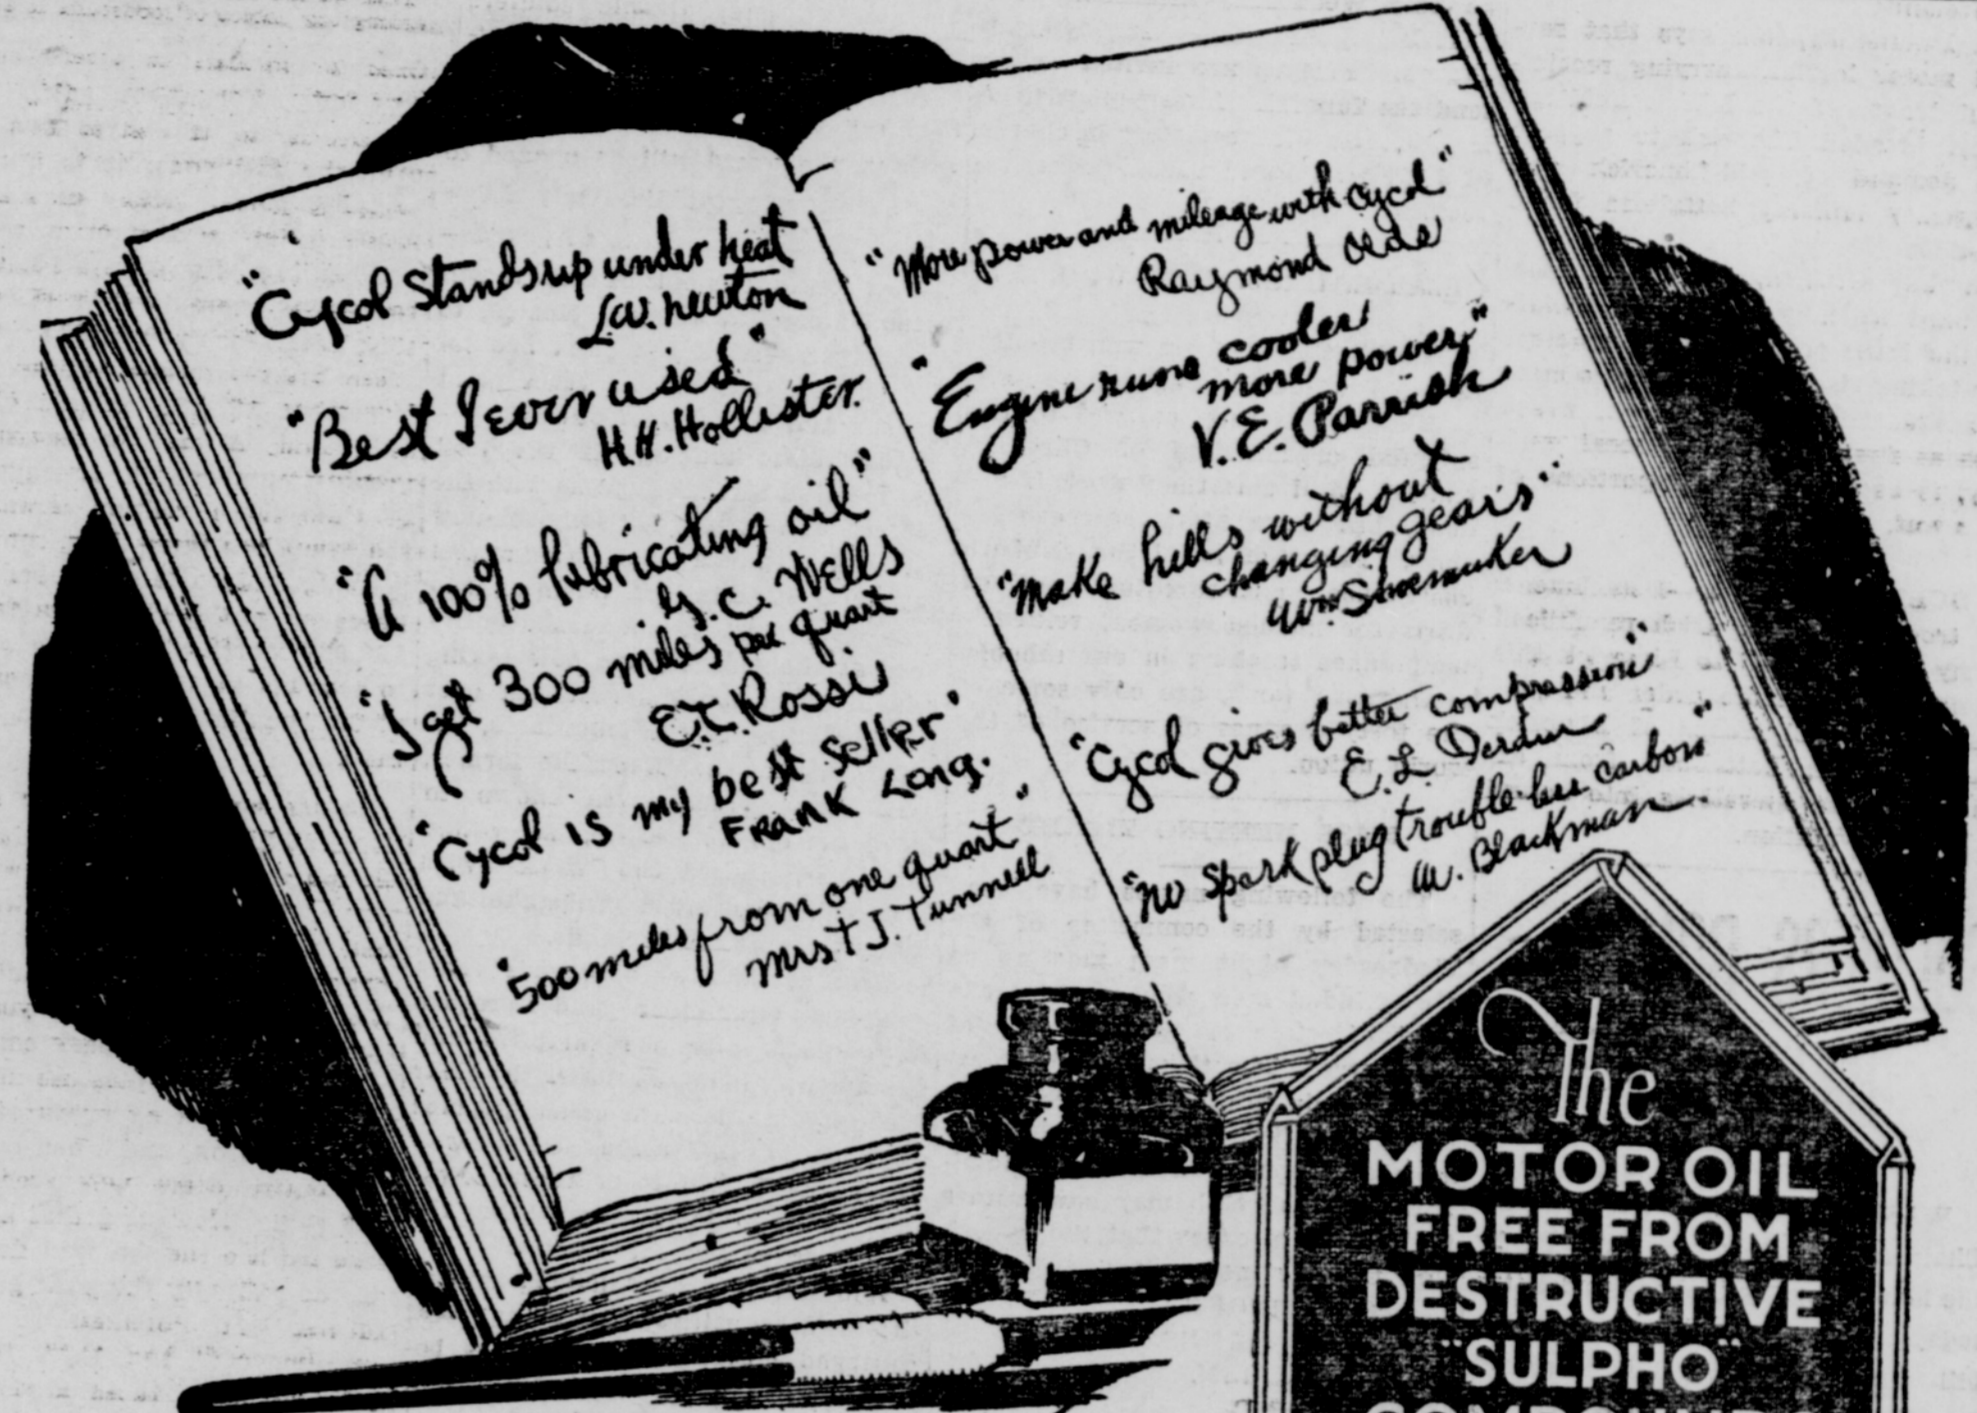 "Cycol Stands up under heat
L.W. Newton
"Best I ever used"
H.H. Hollister.
"A 100% lubricating oil"
C. Wells
"I get 300 miles per quart
E.T. Rossi
"Cycol is my best seller"
Frank Long.
"500 miles from one quart"
Mrs T J. Tunnell
"More power and mileage with Cycol"
Raymond
"Engine runs cooler
more power"
V.E. Parrish
"Make hills without
changing gears"
Wm Shoemaker
"Cycol gives better compression"
E. L.
"No spark plug trouble-less carbon"
W. Blackman
The
MOTOR OIL
FREE FROM
DESTRUCTIVE
"SULPHO"